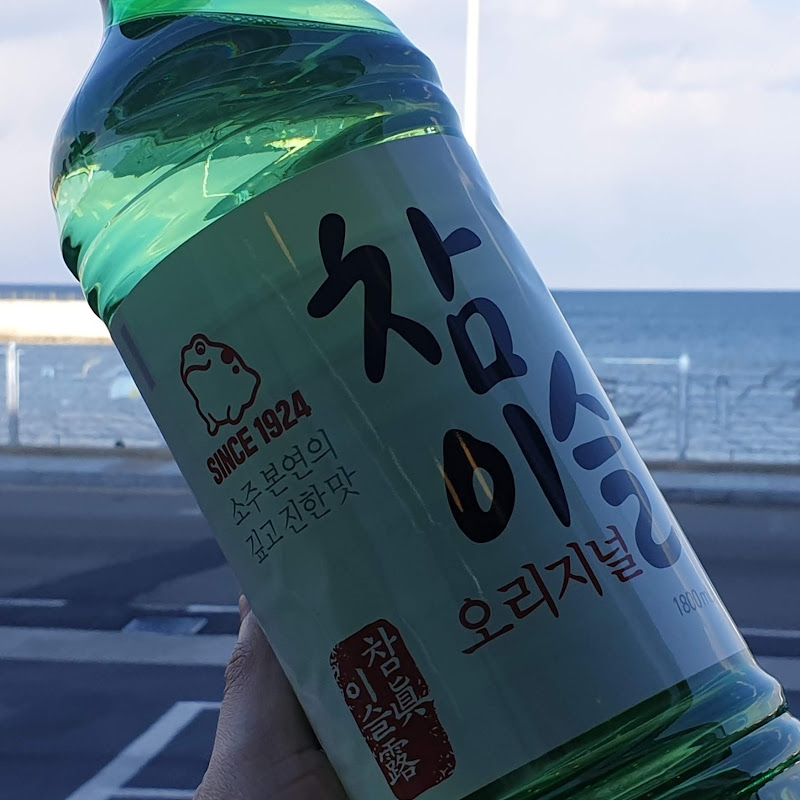 참
이슬
오리지널
SINCE 1924
소주 본연의
깊고 진한 맛
1800m
참眞
이슬露